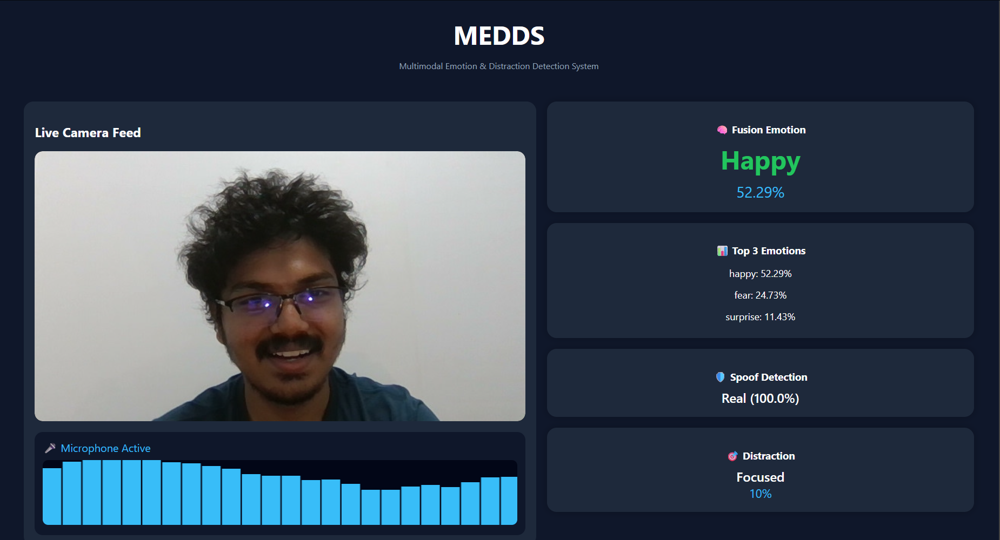 MEDDS
Multimodal Emotion & Distraction Detection System
Live Camera Feed
Microphone Active
Fusion Emotion
Happy
52.29%
Top 3 Emotions
happy: 52.29%
fear: 24.73%
surprise: 11.43%
Spoof Detection
Real (100.0%)
Distraction
Focused
10%